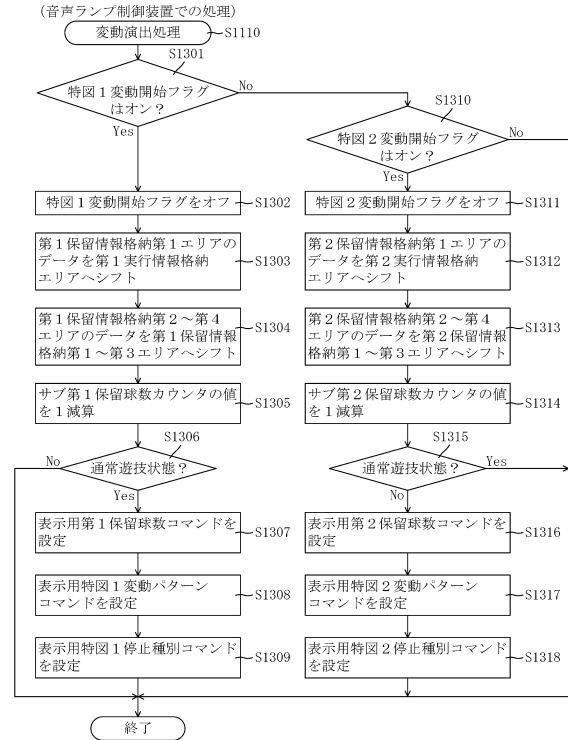 (音声ランプ制御装置での処理)
変動演出処理
S1110
S1301
特図1変動開始フラグ
はオン?
No
Yes
S1310
特図2変動開始フラグ
はオン?
No
Yes
特図1変動開始フラグをオフ
S1302
特図2変動開始フラグをオフ
S1311
第1保留情報格納第1エリアの
データを第1実行情報格納
エリアへシフト
S1303
第2保留情報格納第1エリアの
データを第2実行情報格納
エリアへシフト
S1312
第1保留情報格納第2~第4
エリアのデータを第1保留情報
格納第1~第3エリアへシフト
S1304
第2保留情報格納第2~第4
エリアのデータを第2保留情報
格納第1~第3エリアへシフト
S1313
サブ第1保留球数カウンタの値
を1減算
S1305
サブ第2保留球数カウンタの値
を1減算
S1314
S1306
通常遊技状態?
No
Yes
S1315
通常遊技状態?
Yes
No
表示用第1保留球数コマンドを
設定
S1307
表示用第2保留球数コマンドを
設定
S1316
表示用特図1変動パターン
コマンドを設定
S1308
表示用特図2変動パターン
コマンドを設定
S1317
表示用特図1停止種別コマンド
を設定
S1309
表示用特図2停止種別コマンド
を設定
S1318
終了